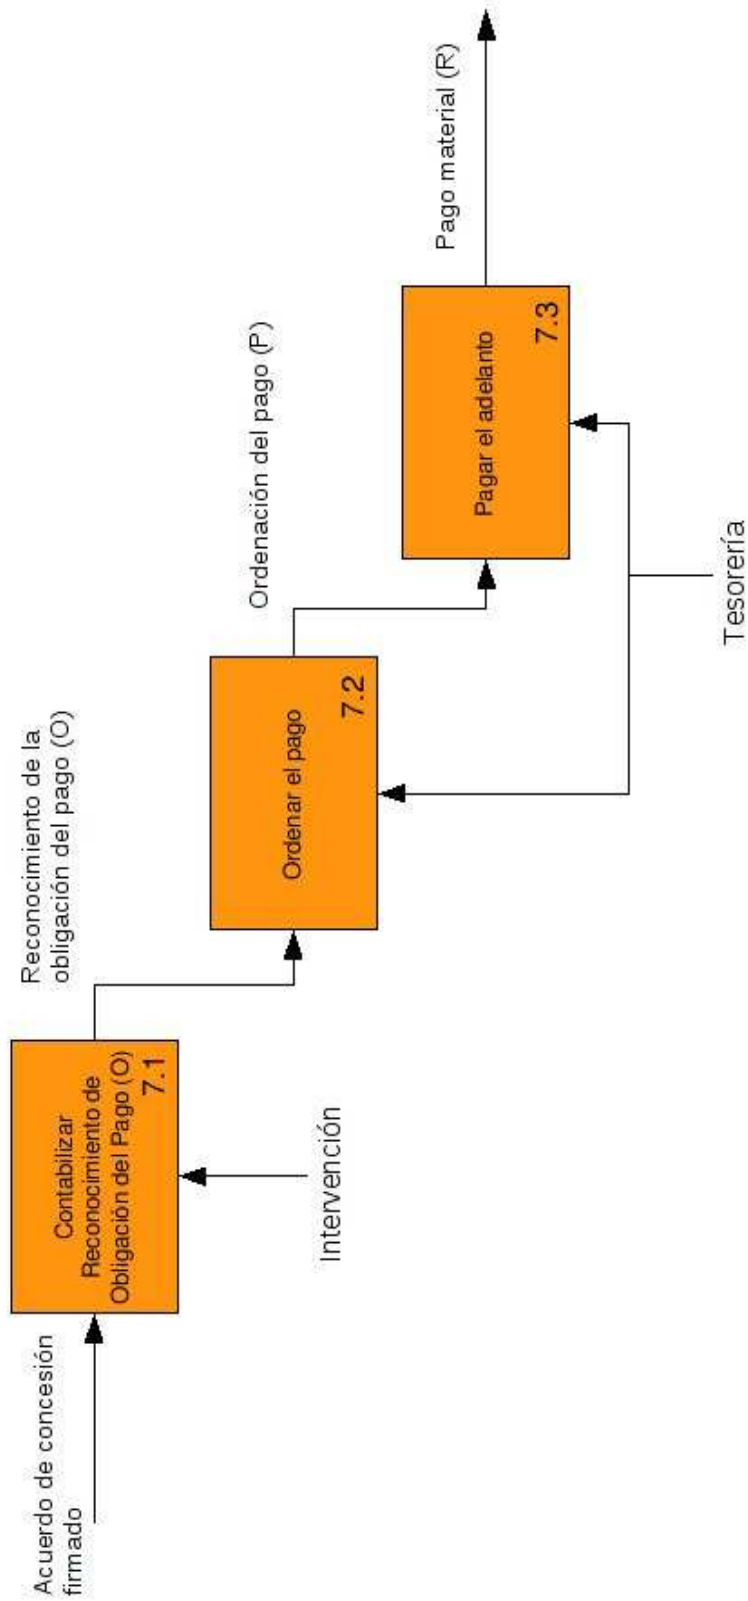 Acuerdo de concesión
firmado
Contabilizar
Reconocimiento de
Obligación del Pago (O)
7.1
Intervención
Reconocimiento de la
obligación del pago (O)
Ordenar el pago
7.2
Ordenación del pago (P)
Pagar el adelanto
7.3
Tesorería
Pago material (R)